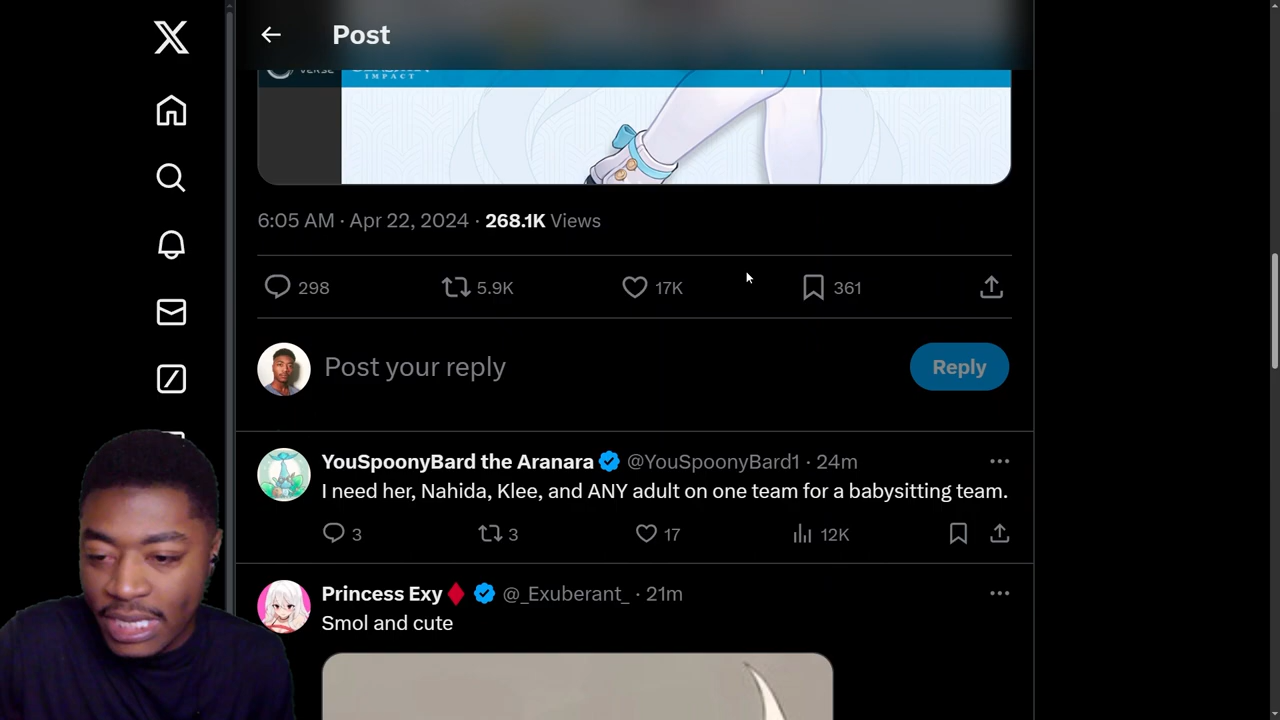 Post
VERSE
IMPACT
6:05 AM · Apr 22, 2024 · 268.1K Views
298 5.9K 17K 361
Post your reply
Reply
YouSpoonyBard the Aranara @YouSpoonyBard1 · 24m
I need her, Nahida, Klee, and ANY adult on one team for a babysitting team.
3 3 17 12K
Princess Exy @_Exuberant_ · 21m
Smol and cute